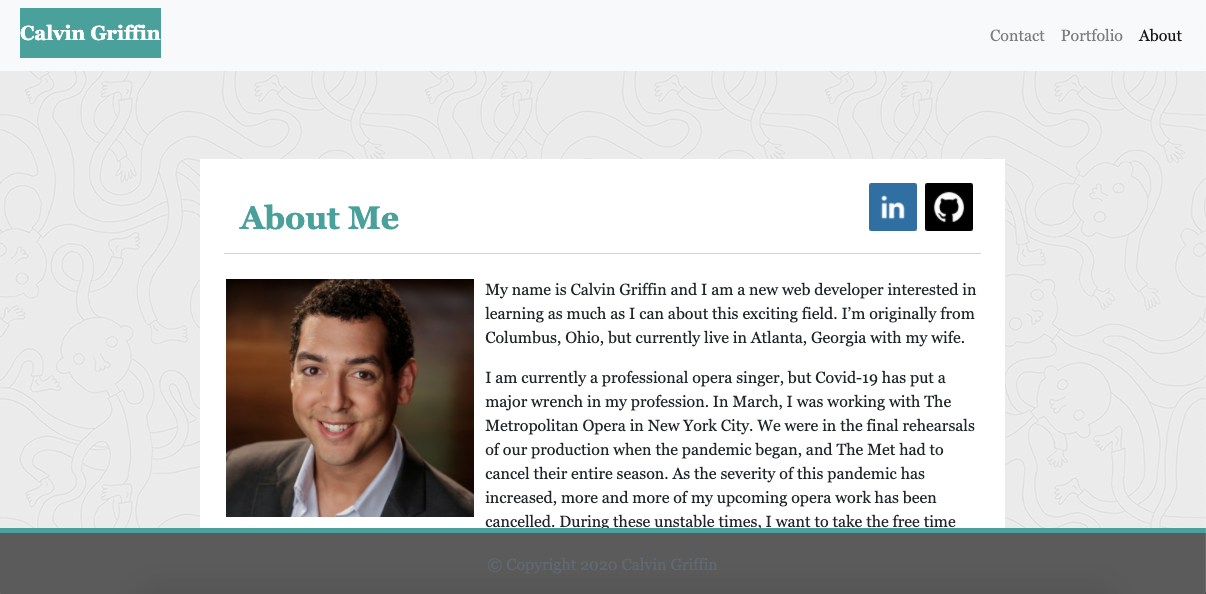 Calvin Griffin
Contact Portfolio About
About Me
in
My name is Calvin Griffin and I am a new web developer interested in
learning as much as I can about this exciting field. I’m originally from
Columbus, Ohio, but currently live in Atlanta, Georgia with my wife.
I am currently a professional opera singer, but Covid-19 has put a
major wrench in my profession. In March, I was working with The
Metropolitan Opera in New York City. We were in the final rehearsals
of our production when the pandemic began, and The Met had to
cancel their entire season. As the severity of this pandemic has
increased, more and more of my upcoming opera work has been
cancelled. During these unstable times, I want to take the free time
© Copyright 2020 Calvin Griffin